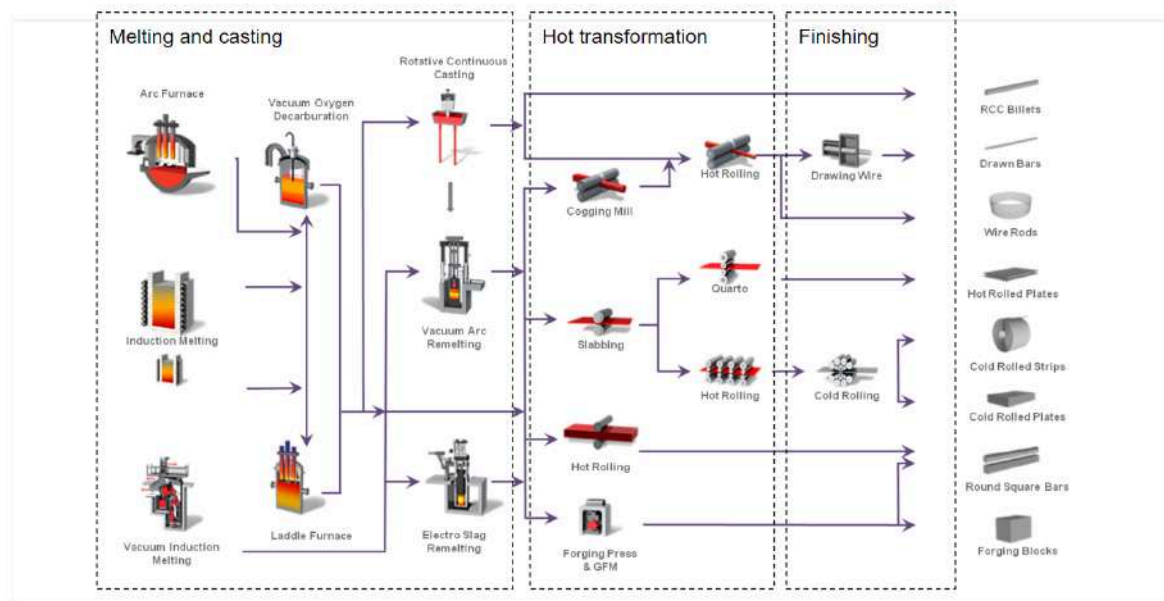 Melting and casting
Hot transformation
Finishing
Rotative Continuous
Casting
Arc Furnace
Vacuum Oxygen
Decarburation
RCC Billets
Drawn Bars
Hot Rolling
Drawing Wire
Cogging Mill
Wire Rods
Quarto
Hot Rolled Plates
Induction Melting
Vacuum Arc
Remelting
Slabbing
Hot Rolling
Cold Rolling
Cold Rolled Strips
Cold Rolled Plates
Hot Rolling
Round Square Bars
Vacuum Induction
Melting
Laddle Furnace
Electro Slag
Remelting
Forging Press
& GFM
Forging Blocks